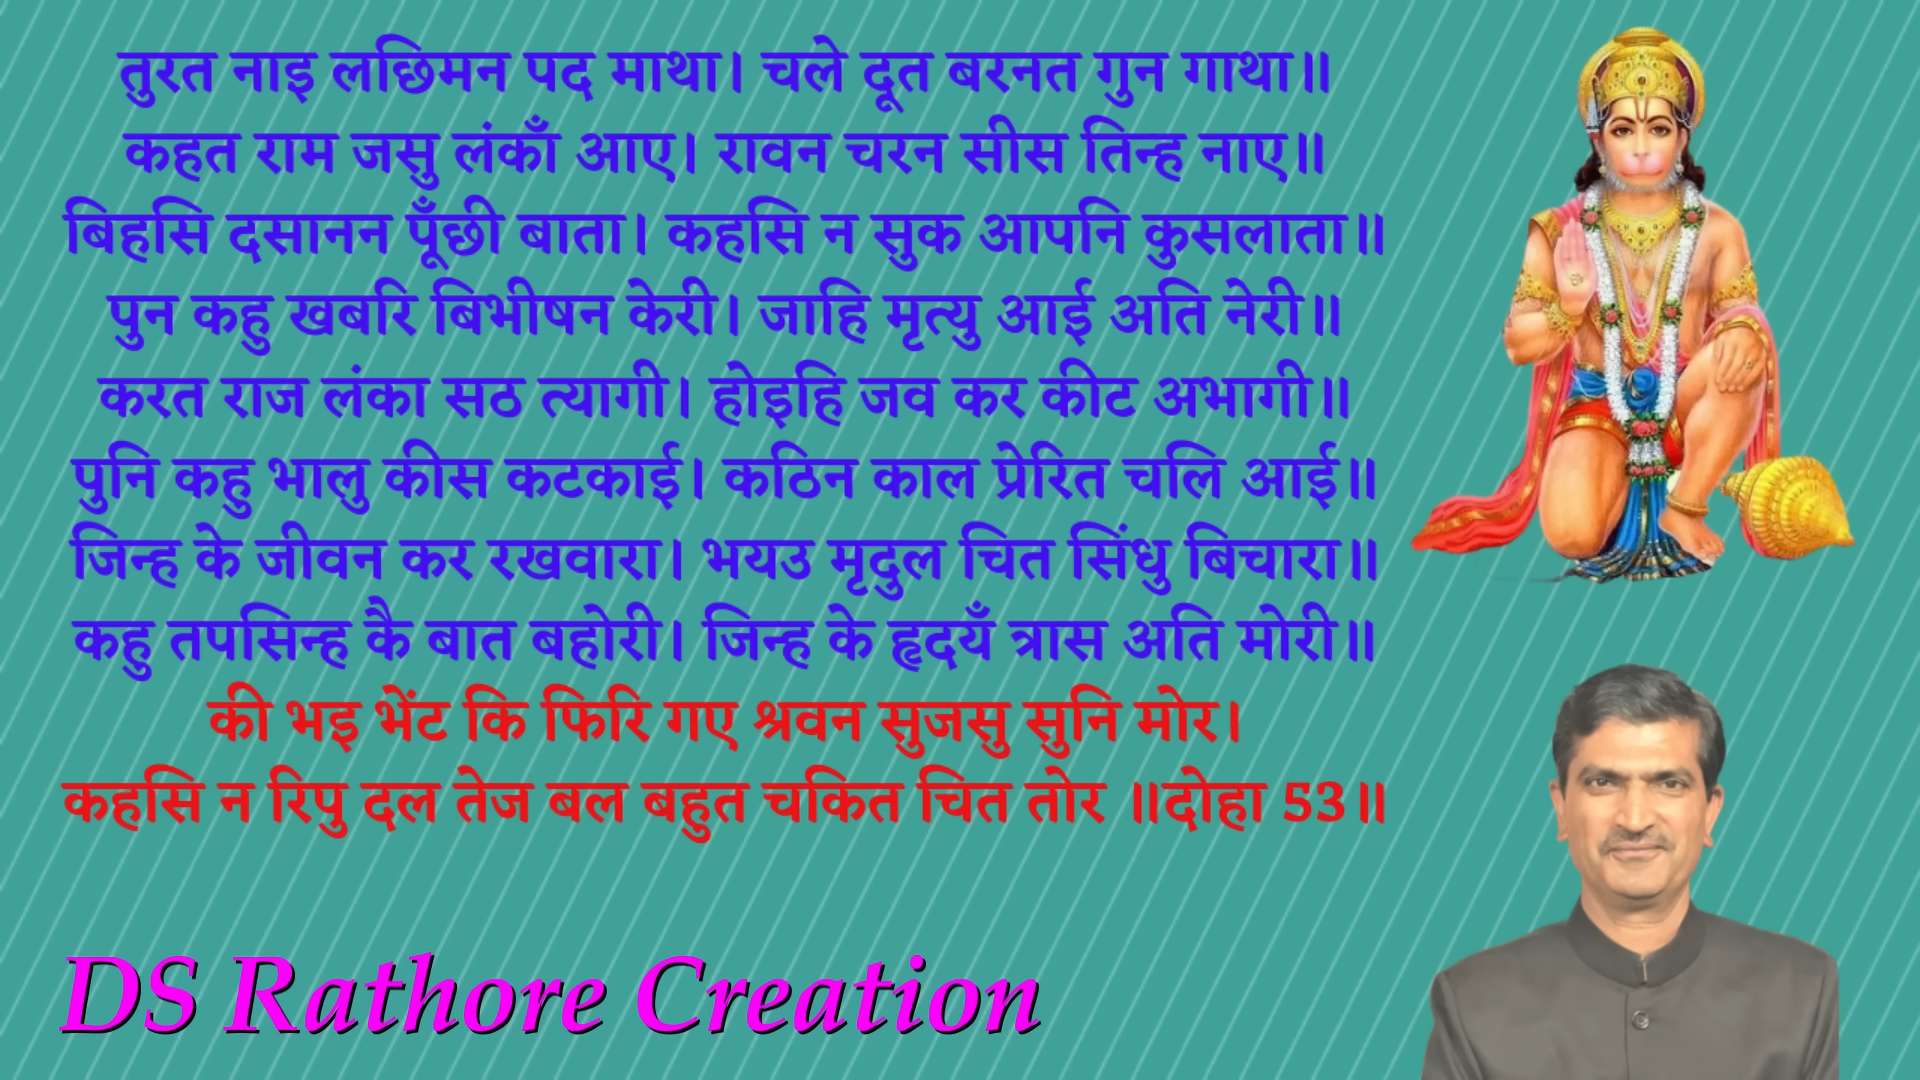 तुरत नाइ लछिमन पद माथा। चले दूत बरनत गुन गाथा॥
कहत राम जसु लंकाँ आए। रावन चरन सीस तिन्ह नाए॥
बिहसि दसानन पूँछी बाता। कहसि न सुक आपनि कुसलाता॥
पुन कहु खबरि बिभीषन केरी। जाहि मृत्यु आई अति नेरी॥
करत राज लंका सठ त्यागी। होइहि जव कर कीट अभागी॥
पुनि कहु भालु कीस कटकाई। कठिन काल प्रेरित चलि आई॥
जिन्ह के जीवन कर रखवारा। भयउ मृदुल चित सिंधु बिचारा॥
कहु तपसिन्ह कै बात बहोरी। जिन्ह के हृदयँ त्रास अति मोरी॥
की भइ भेंट कि फिरि गए श्रवन सुजसु सुनि मोर।
कहसि न रिपु दल तेज बल बहुत चकित चित तोर ॥दोहा 53॥
DS Rathore Creation